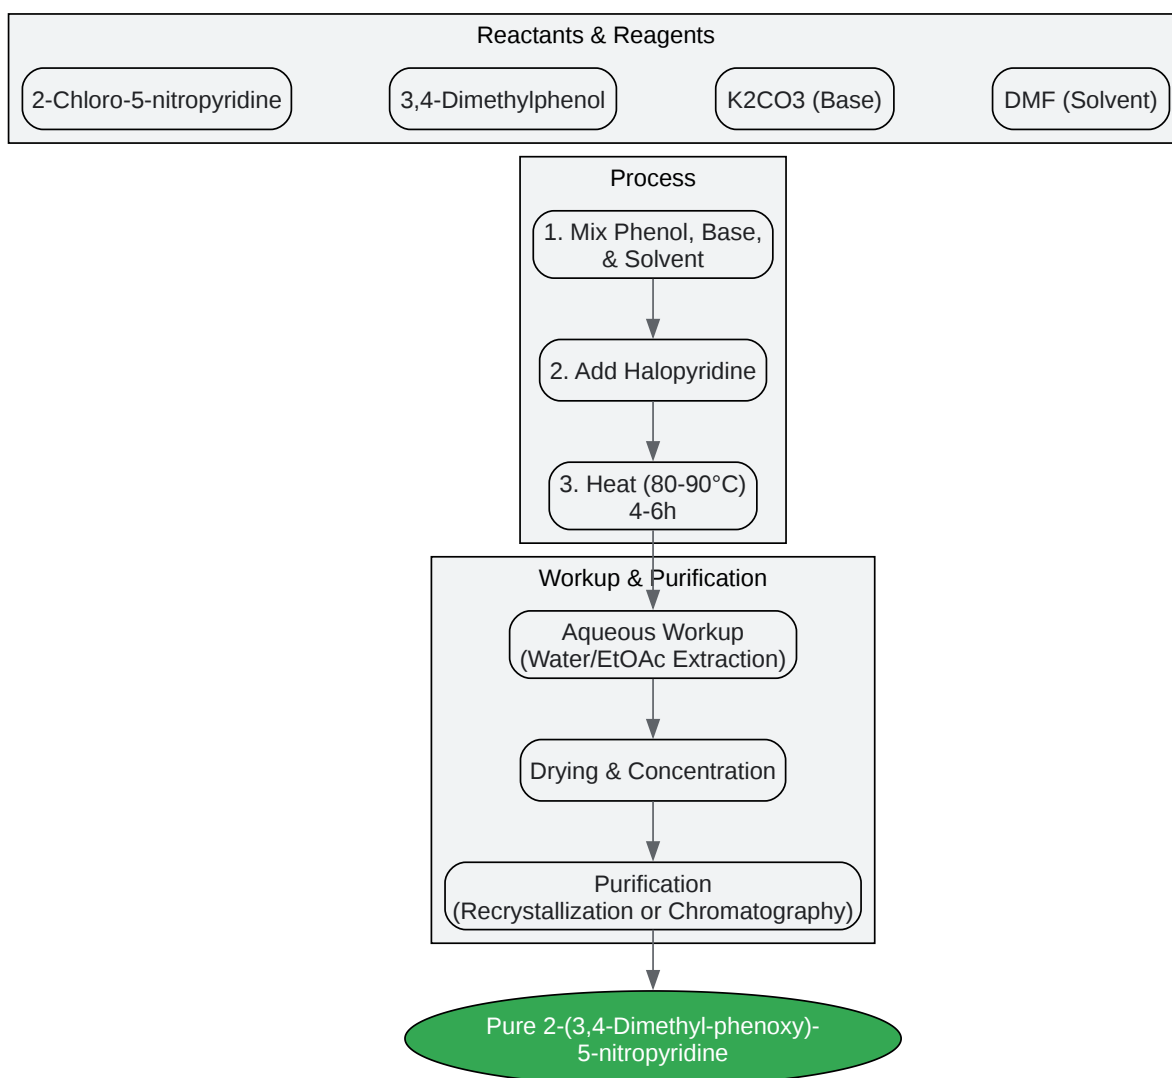 Reactants & Reagents
2-Chloro-5-nitropyridine
3,4-Dimethylphenol
K2CO3 (Base)
DMF (Solvent)
Process
1. Mix Phenol, Base,
& Solvent
2. Add Halopyridine
3. Heat (80-90°C)
4-6h
Workup & Purification
Aqueous Workup
(Water/EtOAc Extraction)
Drying & Concentration
Purification
(Recrystallization or Chromatography)
Pure 2-(3,4-Dimethyl-phenoxy)-
5-nitropyridine